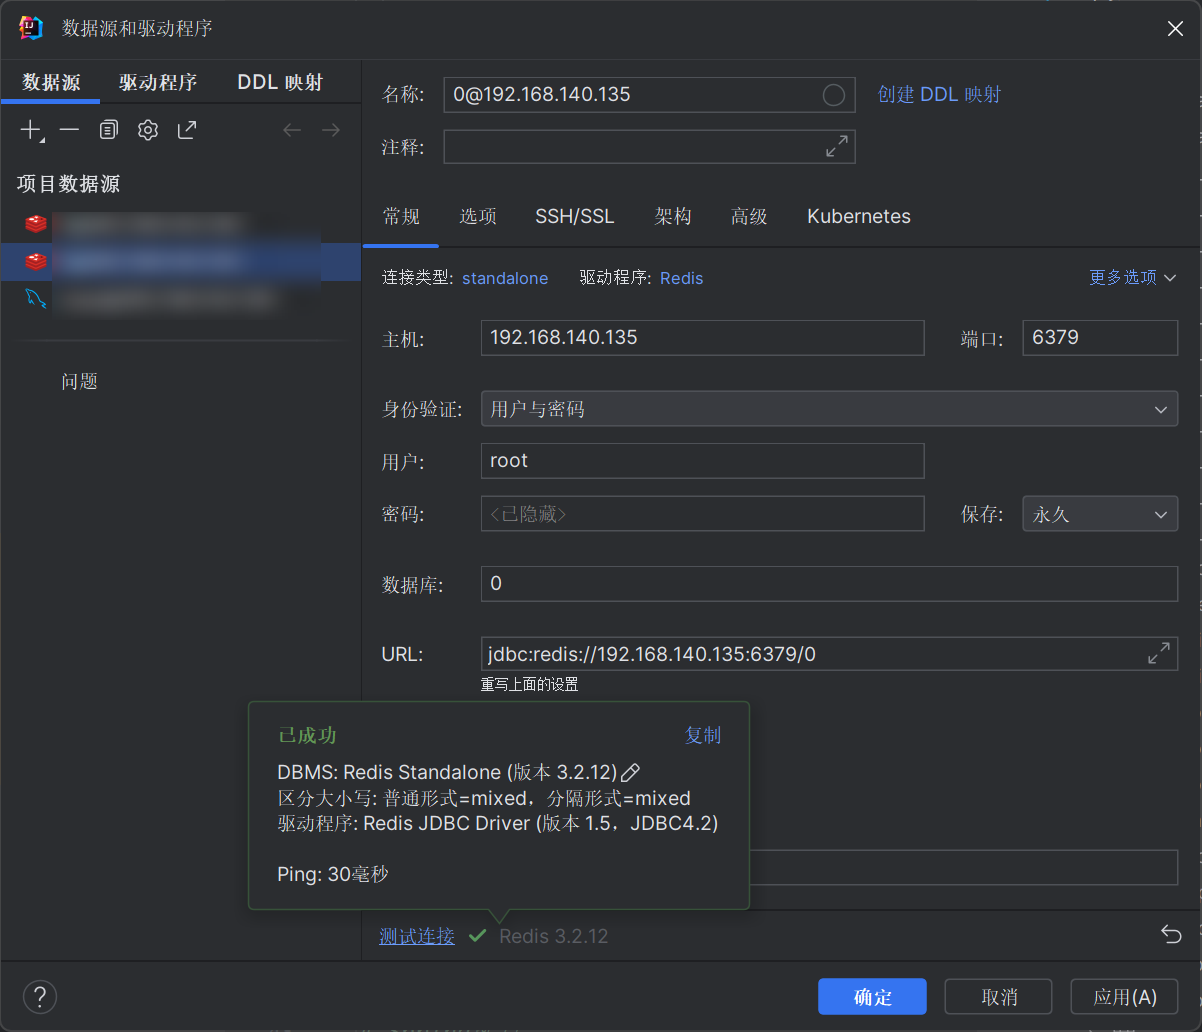 数据源和驱动程序
数据源 驱动程序 DDL 映射
项目数据源
问题
名称: 0@192.168.140.135 创建 DDL 映射
注释:
常规 选项 SSH/SSL 架构 高级 Kubernetes
连接类型: standalone 驱动程序: Redis 更多选项
主机: 192.168.140.135 端口: 6379
身份验证: 用户与密码
用户: root
密码: <已隐藏> 保存: 永久
数据库: 0
URL: jdbc:redis://192.168.140.135:6379/0
重写上面的设置
已成功 复制
DBMS: Redis Standalone (版本 3.2.12)
区分大小写: 普通形式=mixed，分隔形式=mixed
驱动程序: Redis JDBC Driver (版本 1.5，JDBC4.2)
Ping: 30毫秒
测试连接 Redis 3.2.12
? 确定 取消 应用(A)